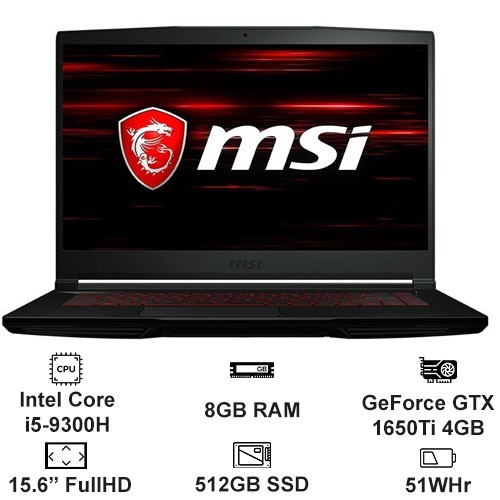 msi
msi
CPU
GB
Intel Core
i5-9300H
8GB RAM
GeForce GTX
1650Ti 4GB
15.6” FullHD
512GB SSD
51WHr